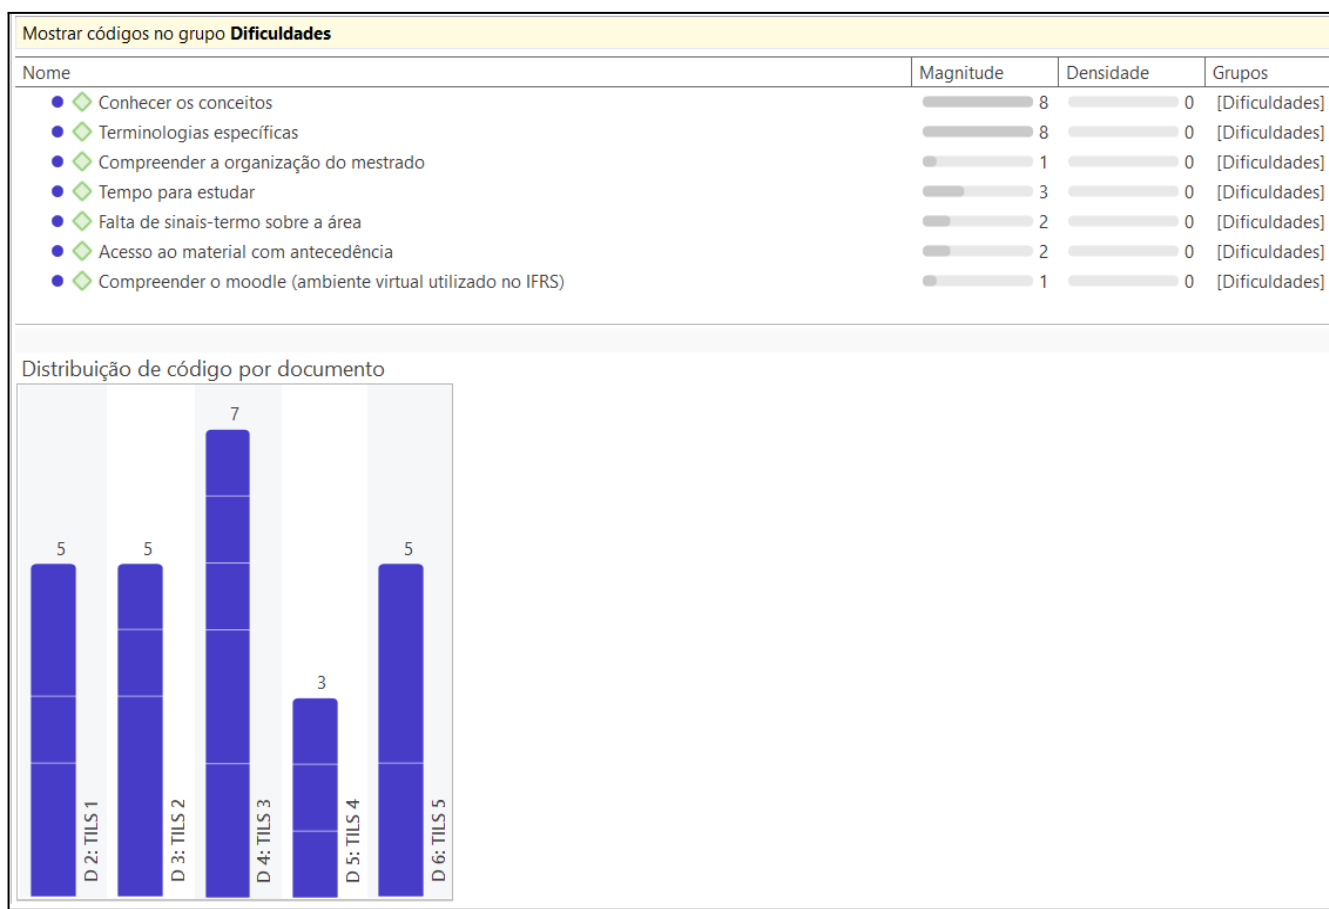 Mostrar códigos no grupo Dificuldades
Nome Magnitude Densidade Grupos
Conhecer os conceitos 8 0 [Dificuldades]
Terminologias específicas 8 0 [Dificuldades]
Compreender a organização do mestrado 1 0 [Dificuldades]
Tempo para estudar 3 0 [Dificuldades]
Falta de sinais-termo sobre a área 2 0 [Dificuldades]
Acesso ao material com antecedência 2 0 [Dificuldades]
Compreender o moodle (ambiente virtual utilizado no IFRS) 1 0 [Dificuldades]
Distribuição de código por documento
5 5 7 3 5
D 2: TILS 1
D 3: TILS 2
D 4: TILS 3
D 5: TILS 4
D 6: TILS 5